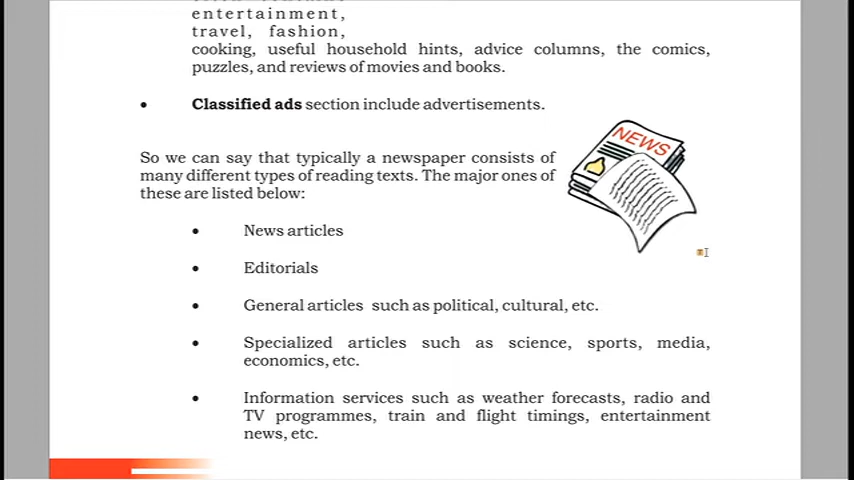 entertainment,
travel, fashion,
cooking, useful household hints, advice columns, the comics,
puzzles, and reviews of movies and books.
• Classified ads section include advertisements.
NEWS
So we can say that typically a newspaper consists of
many different types of reading texts. The major ones of
these are listed below:
• News articles
• Editorials
• General articles such as political, cultural, etc.
• Specialized articles such as science, sports, media,
economics, etc.
• Information services such as weather forecasts, radio and
TV programmes, train and flight timings, entertainment
news, etc.